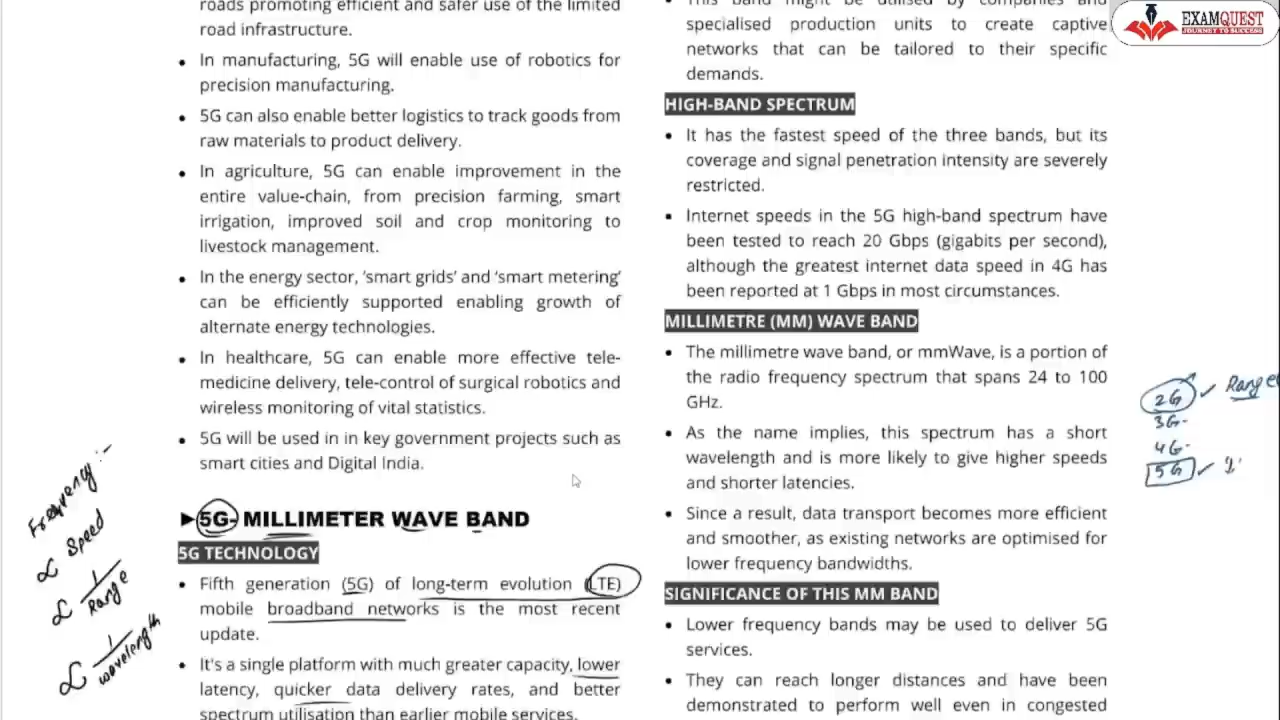 roads promoting efficient and safer use of the limited
road infrastructure.
• In manufacturing, 5G will enable use of robotics for
precision manufacturing.
• 5G can also enable better logistics to track goods from
raw materials to product delivery.
• In agriculture, 5G can enable improvement in the
entire value-chain, from precision farming, smart
irrigation, improved soil and crop monitoring to
livestock management.
• In the energy sector, ‘smart grids’ and ‘smart metering’
can be efficiently supported enabling growth of
alternate energy technologies.
• In healthcare, 5G can enable more effective tele-
medicine delivery, tele-control of surgical robotics and
wireless monitoring of vital statistics.
• 5G will be used in in key government projects such as
smart cities and Digital India.
►5G- MILLIMETER WAVE BAND
5G TECHNOLOGY
• Fifth generation (5G) of long-term evolution (LTE)
mobile broadband networks is the most recent
update.
• It's a single platform with much greater capacity, lower
latency, quicker data delivery rates, and better
spectrum utilisation than earlier mobile services.
Frequency :-
∝ Speed
∝ 1/Range
∝ 1/wavelength
This band might be utilised by companies and
specialised production units to create captive
networks that can be tailored to their specific
demands.
HIGH-BAND SPECTRUM
• It has the fastest speed of the three bands, but its
coverage and signal penetration intensity are severely
restricted.
• Internet speeds in the 5G high-band spectrum have
been tested to reach 20 Gbps (gigabits per second),
although the greatest internet data speed in 4G has
been reported at 1 Gbps in most circumstances.
MILLIMETRE (MM) WAVE BAND
• The millimetre wave band, or mmWave, is a portion of
the radio frequency spectrum that spans 24 to 100
GHz.
• As the name implies, this spectrum has a short
wavelength and is more likely to give higher speeds
and shorter latencies.
• Since a result, data transport becomes more efficient
and smoother, as existing networks are optimised for
lower frequency bandwidths.
SIGNIFICANCE OF THIS MM BAND
• Lower frequency bands may be used to deliver 5G
services.
• They can reach longer distances and have been
demonstrated to perform well even in congested
EXAMQUEST
JOURNEY TO SUCCESS
2G ✓ Range
3G-
4G-
5G ✓